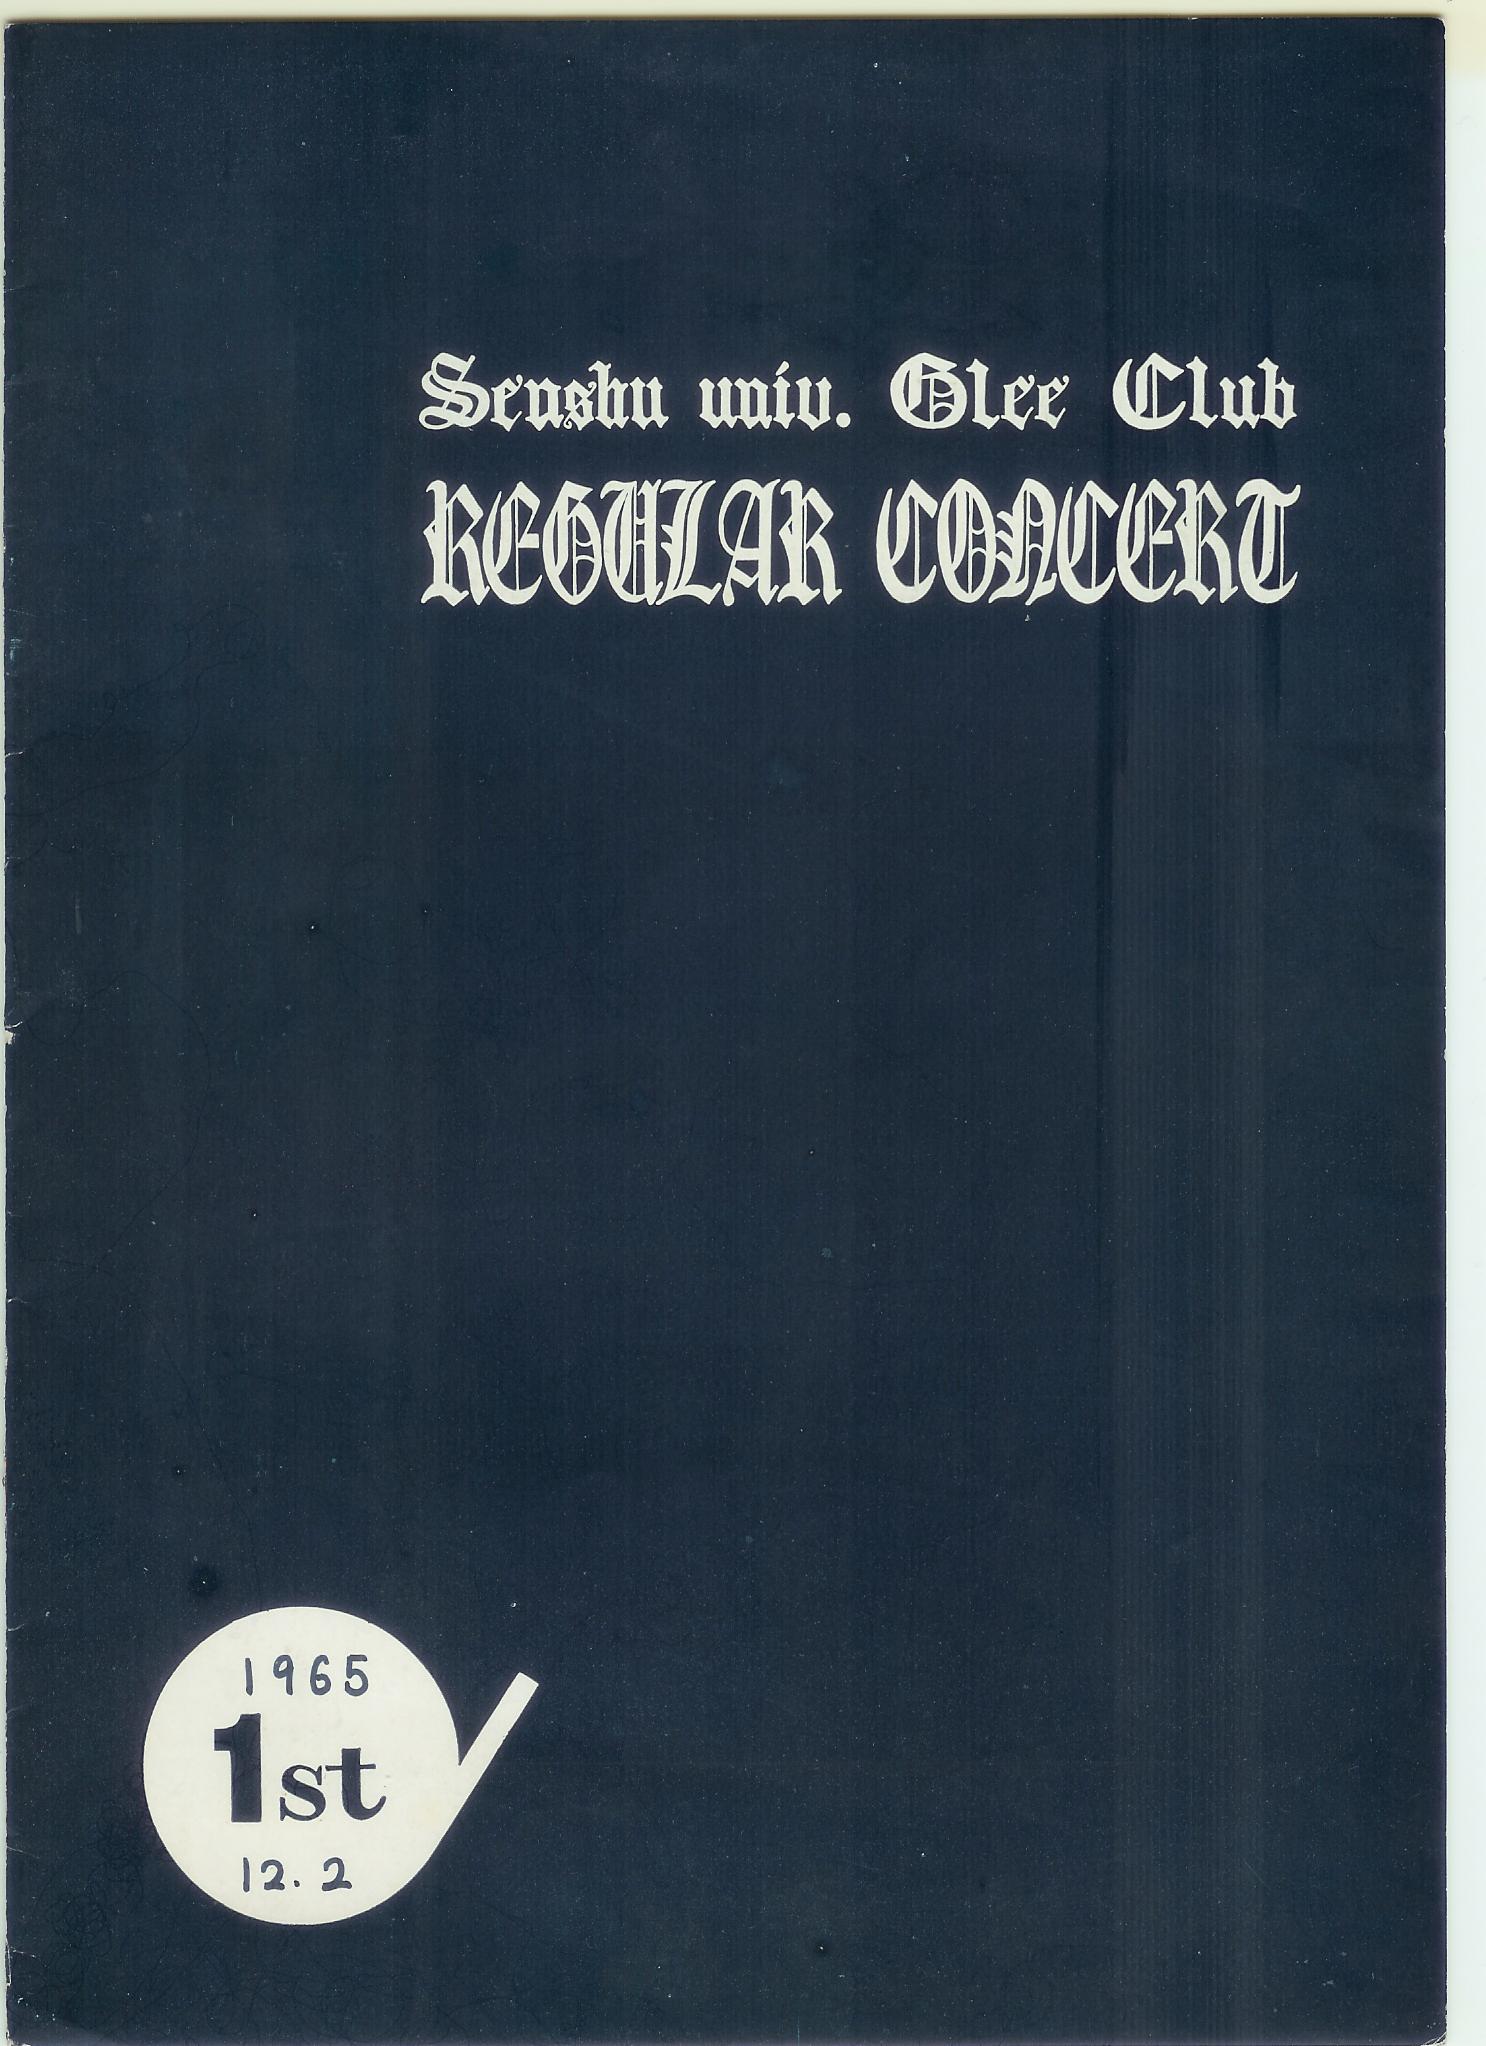 Senshu univ. Glee Club
REGULAR CONCERT
1965
1st
12.2